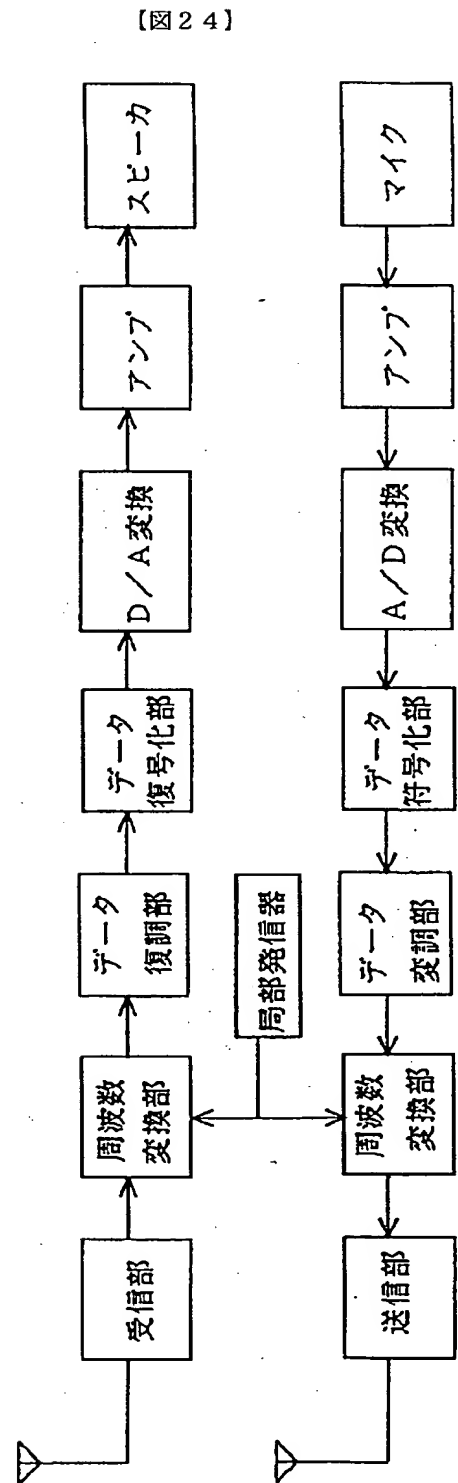 【図24】
受信部
周波数
変換部
データ
復調部
データ
復号化部
D/A変換
アンプ
スピーカ
局部発信器
送信部
周波数
変換部
データ
変調部
データ
符号化部
A/D変換
アンプ
マイク